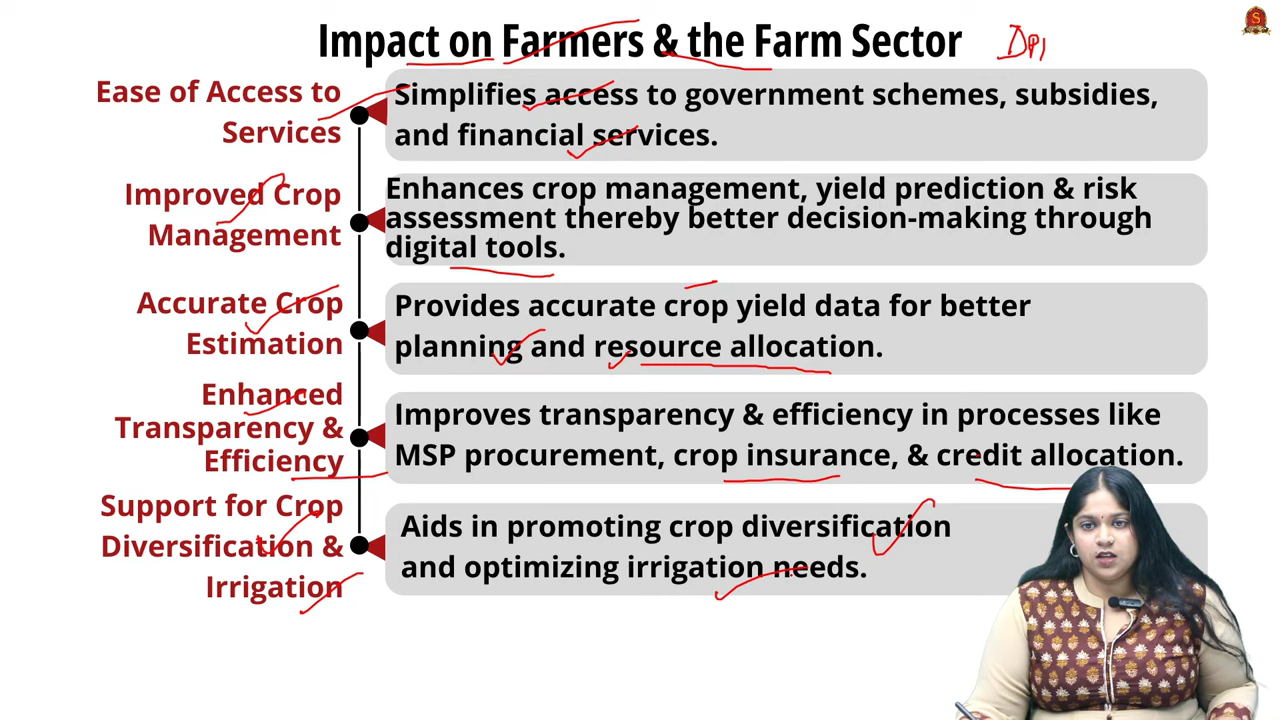 Impact on Farmers & the Farm Sector
DPI
Ease of Access to
Services
Simplifies access to government schemes, subsidies,
and financial services.
Improved Crop
Management
Enhances crop management, yield prediction & risk
assessment thereby better decision-making through
digital tools.
Accurate Crop
Estimation
Provides accurate crop yield data for better
planning and resource allocation.
Enhanced
Transparency &
Efficiency
Improves transparency & efficiency in processes like
MSP procurement, crop insurance, & credit allocation.
Support for Crop
Diversification &
Irrigation
Aids in promoting crop diversification
and optimizing irrigation needs.